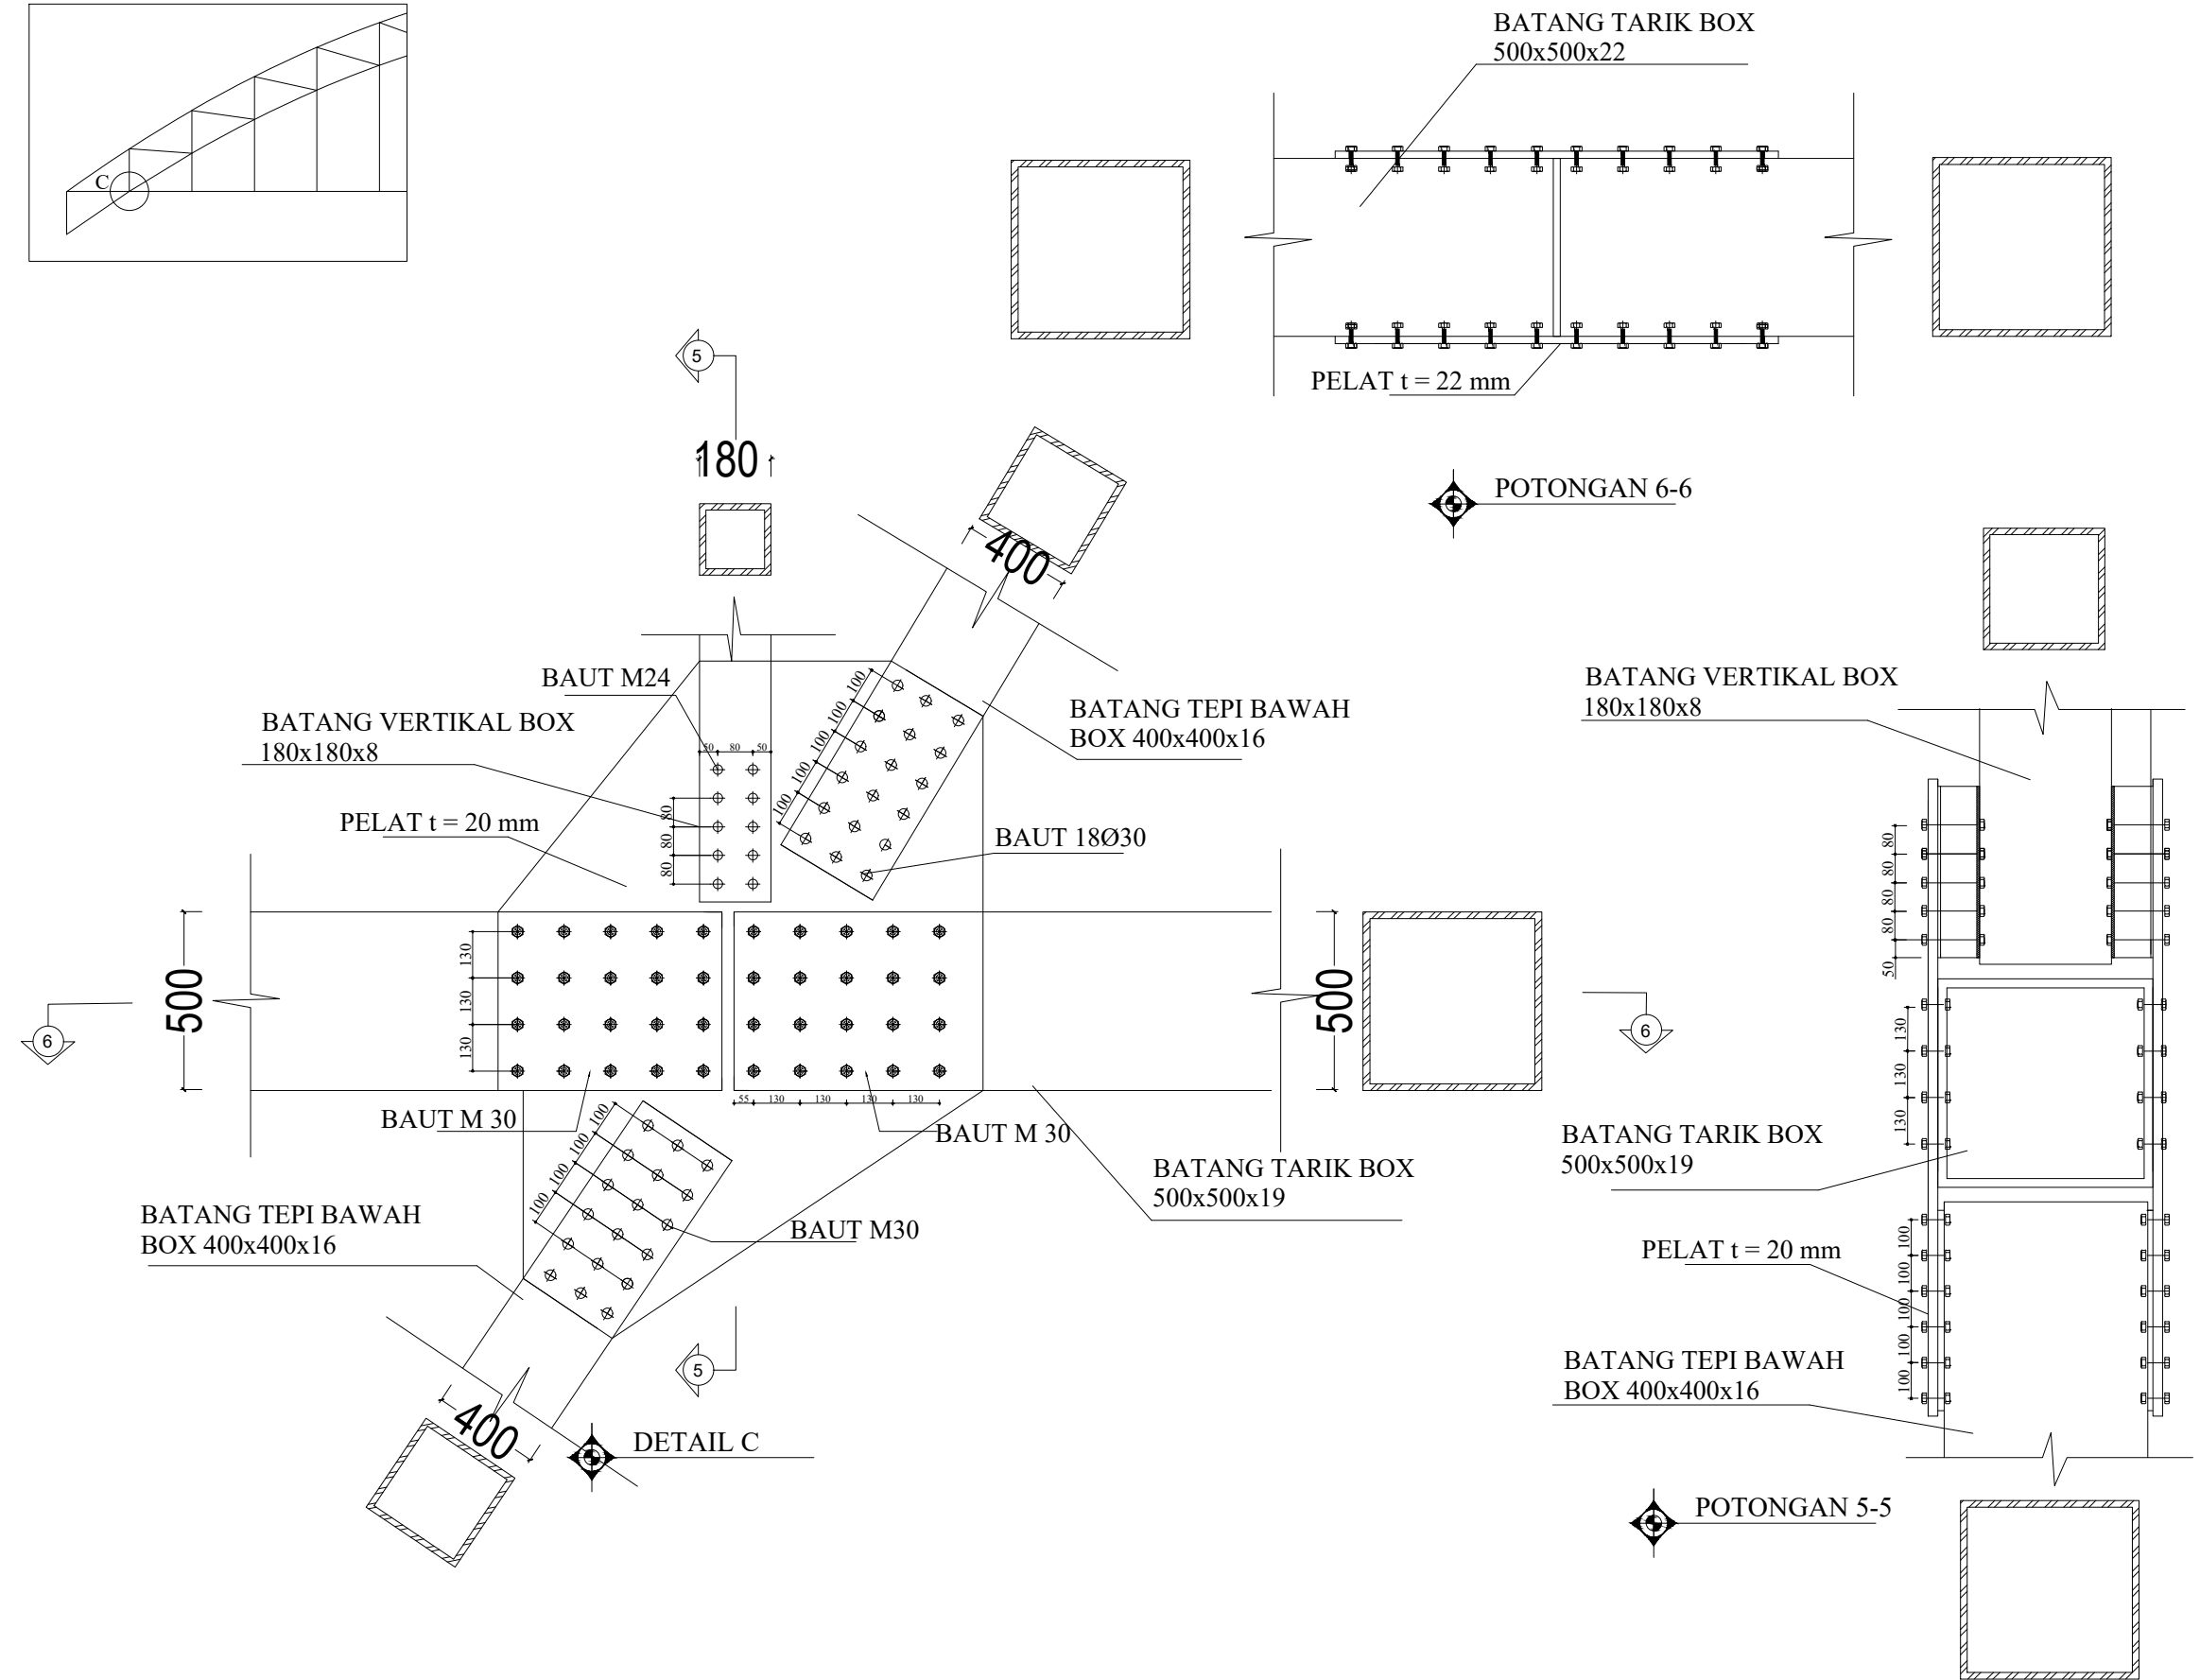 C
BATANG TARIK BOX
500x500x22
PELAT t = 22 mm
POTONGAN 6-6
5
180
400
BAUT M24
BATANG VERTIKAL BOX
180x180x8
PELAT t = 20 mm
50 80 50
80
80
80
100
100
100
100
100
BATANG TEPI BAWAH
BOX 400x400x16
BAUT 18Ø30
500
130
130
130
500
6
6
55 130 130 130 130
BAUT M 30
BAUT M 30
BATANG TARIK BOX
500x500x19
100
100
100
100
BATANG TEPI BAWAH
BOX 400x400x16
BAUT M30
5
400
DETAIL C
BATANG VERTIKAL BOX
180x180x8
80
80
80
80
50
130
130
130
BATANG TARIK BOX
500x500x19
PELAT t = 20 mm
100
100
100
100
100
BATANG TEPI BAWAH
BOX 400x400x16
POTONGAN 5-5